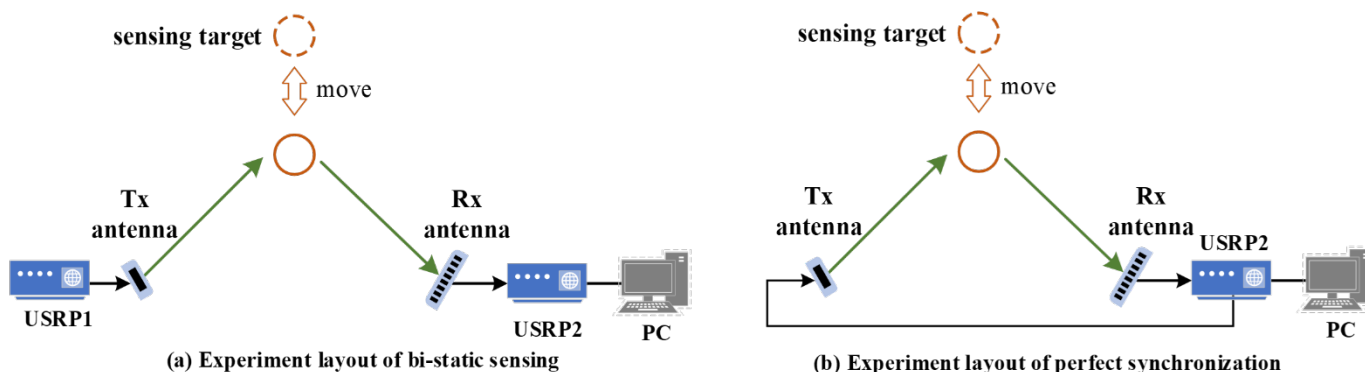 sensing target
move
Tx
antenna
Rx
antenna
USRP1
USRP2
PC
(a) Experiment layout of bi-static sensing
sensing target
move
Tx
antenna
Rx
antenna
USRP2
PC
(b) Experiment layout of perfect synchronization